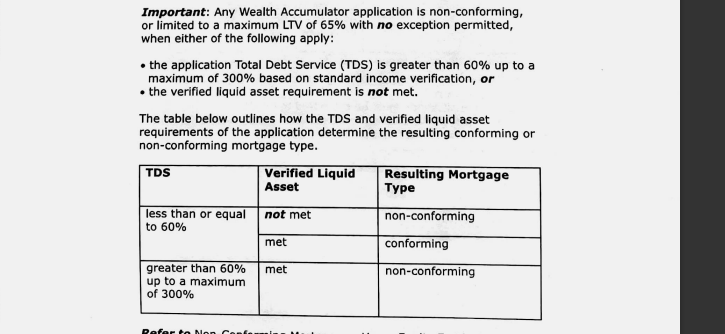 Important: Any Wealth Accumulator application is non-conforming,
or limited to a maximum LTV of 65% with no exception permitted,
when either of the following apply:
• the application Total Debt Service (TDS) is greater than 60% up to a
maximum of 300% based on standard income verification, or
• the verified liquid asset requirement is not met.
The table below outlines how the TDS and verified liquid asset
requirements of the application determine the resulting conforming or
non-conforming mortgage type.
TDS
Verified Liquid
Asset
Resulting Mortgage
Type
less than or equal
to 60%
not met
non-conforming
met
conforming
greater than 60%
up to a maximum
of 300%
met
non-conforming
Refer to Non-Conforming